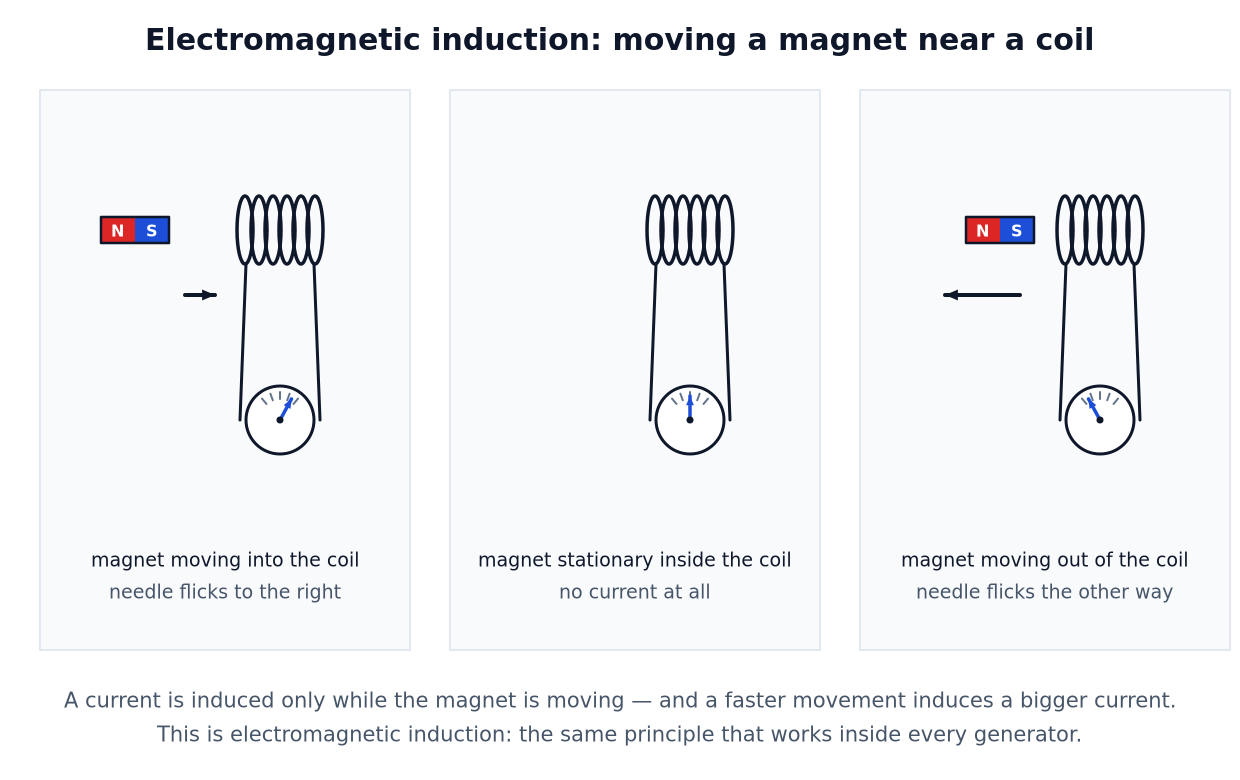 Electromagnetic induction: moving a magnet near a coil
N S
N S
magnet moving into the coil
needle flicks to the right
magnet stationary inside the coil
no current at all
magnet moving out of the coil
needle flicks the other way
A current is induced only while the magnet is moving — and a faster movement induces a bigger current.
This is electromagnetic induction: the same principle that works inside every generator.